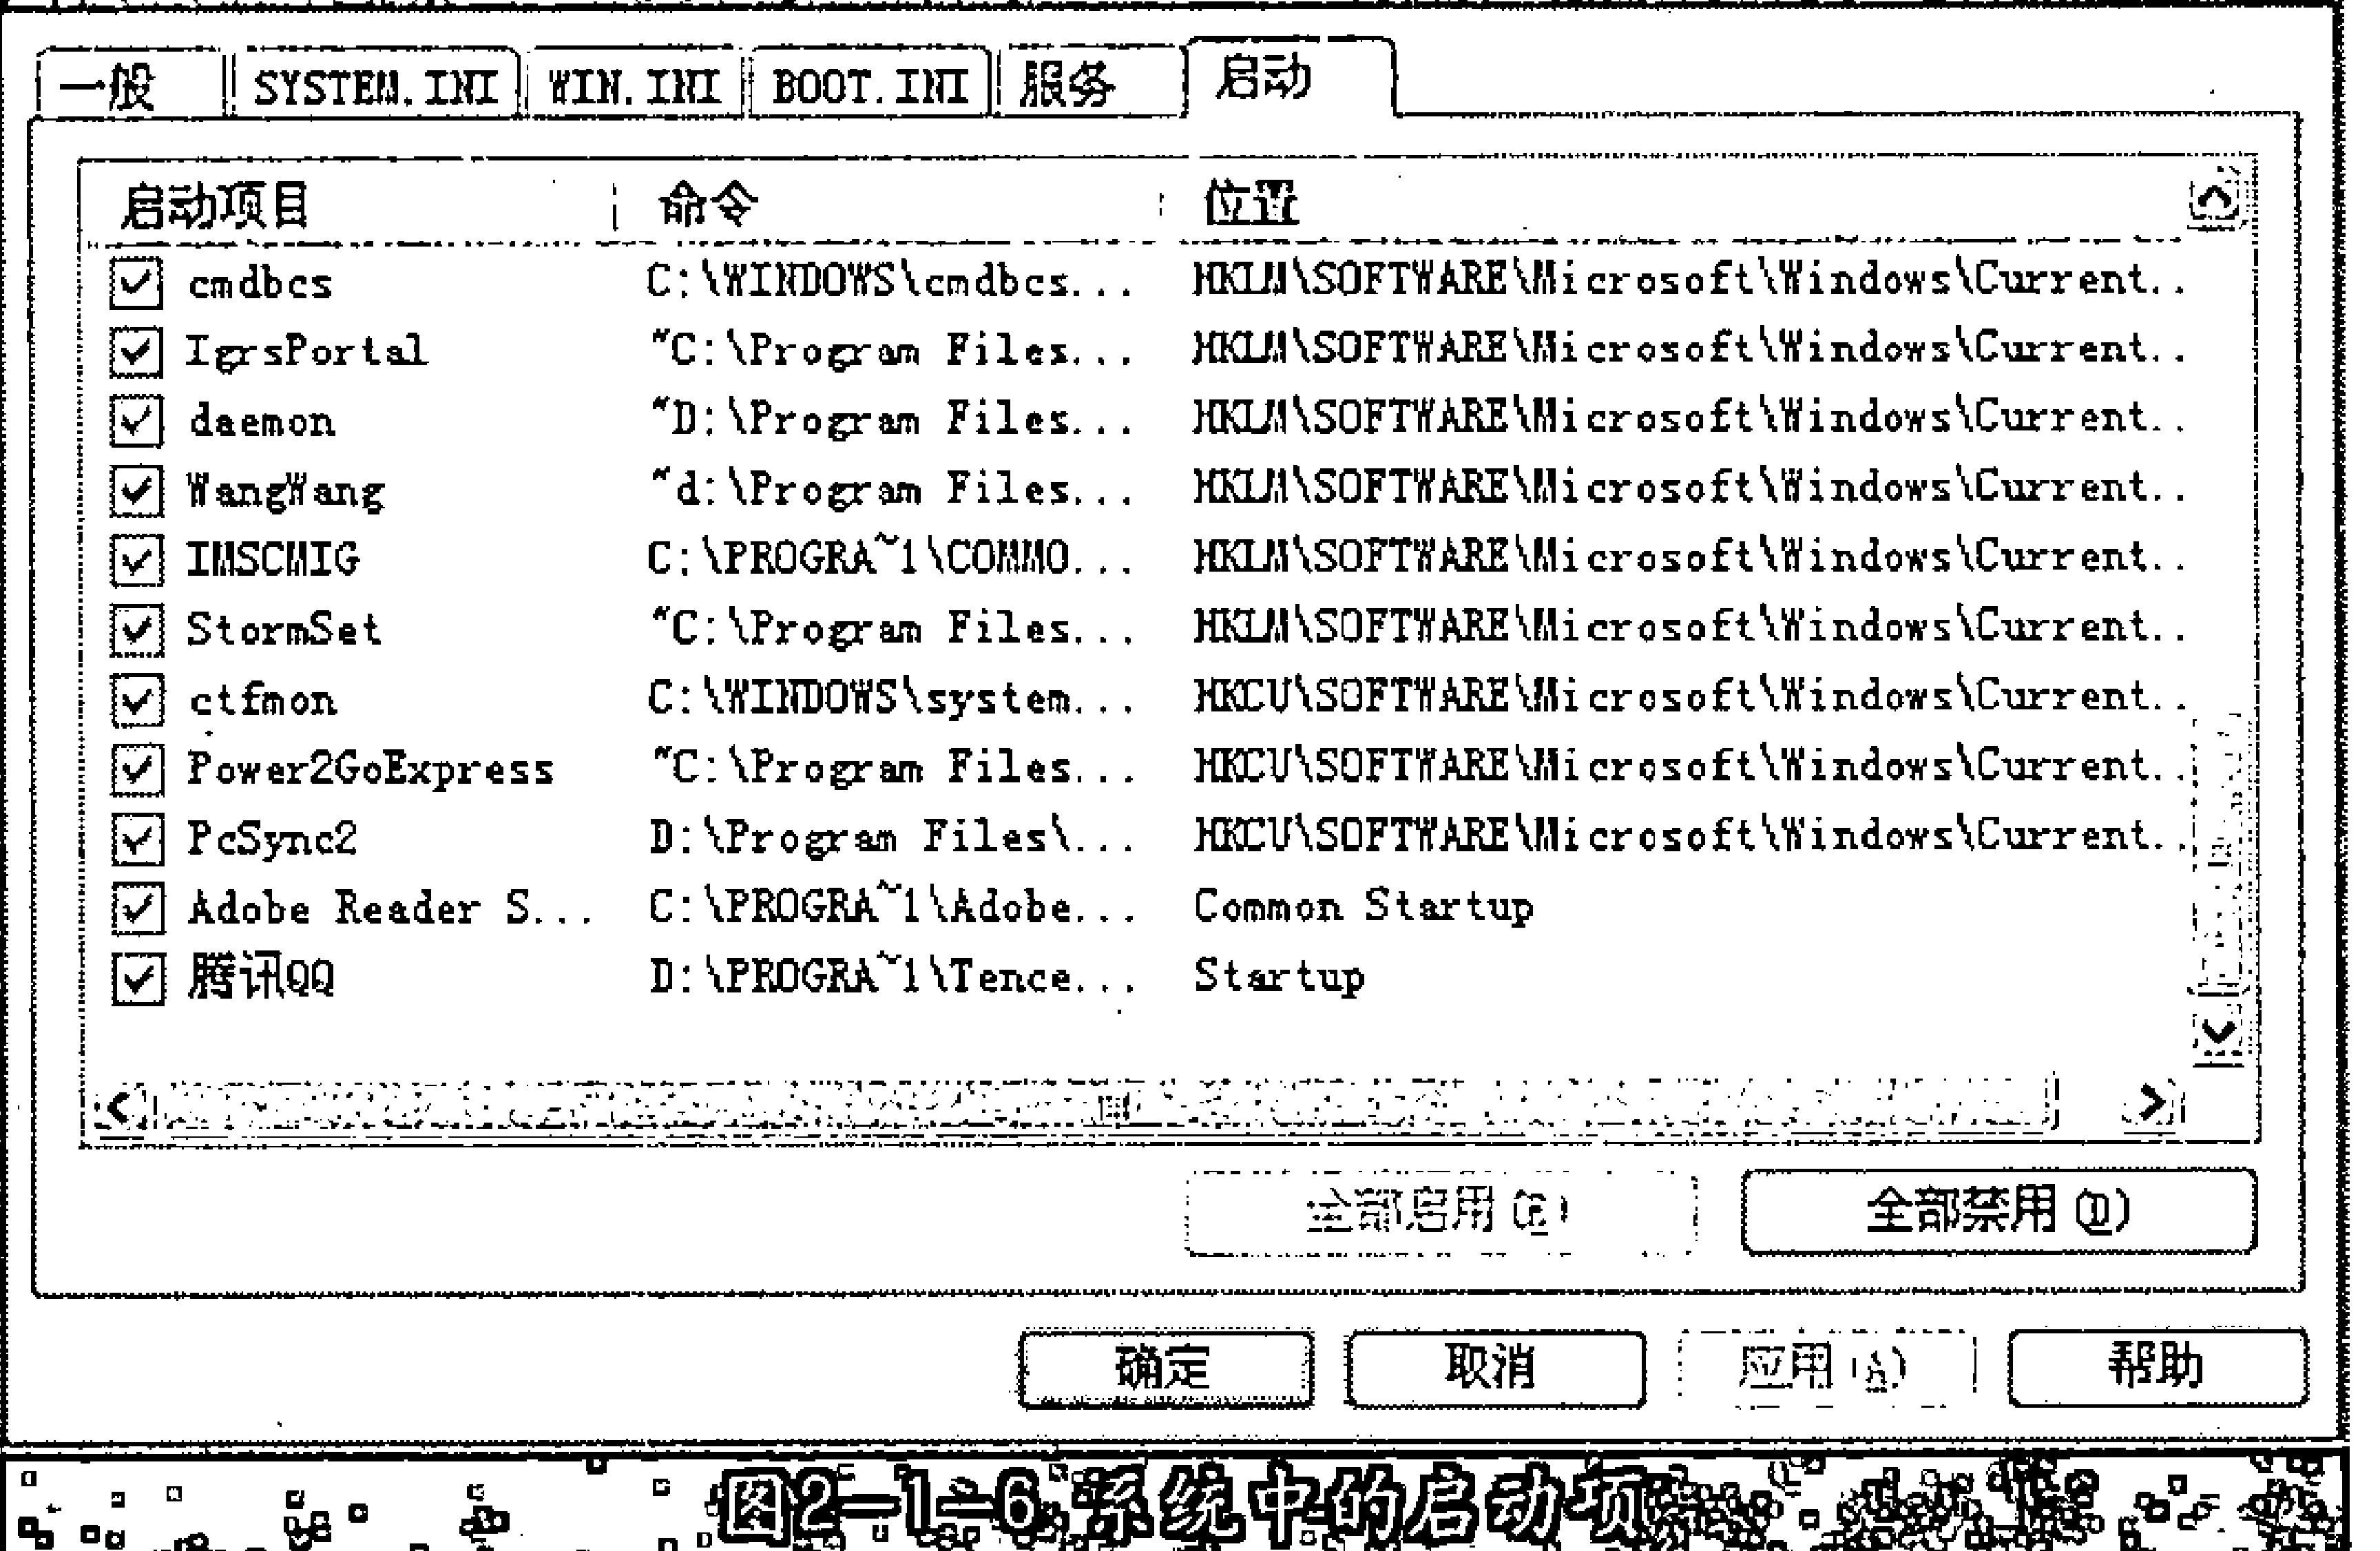 一般 SYSTEM.INI WIN.INI BOOT.INI 服务 启动
启动项目 命令 位置
cmdbcs C:\WINDOWS\cmdbcs... HKLM\SOFTWARE\Microsoft\Windows\Current..
IgrsPortal "C:\Program Files... HKLM\SOFTWARE\Microsoft\Windows\Current..
daemon "D:\Program Files... HKLM\SOFTWARE\Microsoft\Windows\Current..
WangWang "d:\Program Files... HKLM\SOFTWARE\Microsoft\Windows\Current..
IMSCMIG C:\PROGRA~1\COMMO... HKLM\SOFTWARE\Microsoft\Windows\Current..
StormSet "C:\Program Files... HKLM\SOFTWARE\Microsoft\Windows\Current..
ctfmon C:\WINDOWS\system... HKCU\SOFTWARE\Microsoft\Windows\Current..
Power2GoExpress "C:\Program Files... HKCU\SOFTWARE\Microsoft\Windows\Current..
PcSync2 D:\Program Files\... HKCU\SOFTWARE\Microsoft\Windows\Current..
Adobe Reader S... C:\PROGRA~1\Adobe... Common Startup
腾讯QQ D:\PROGRA~1\Tence... Startup
全部启用(E) 全部禁用(D)
确定 取消 应用(A) 帮助
图2-1-6 系统中的启动项